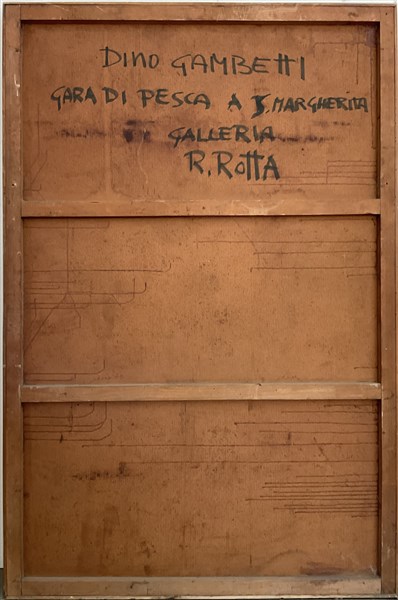 DINO GAMBETTI
GARA DI PESCA A S. MARGHERITA
GALLERIA
R. ROTTA